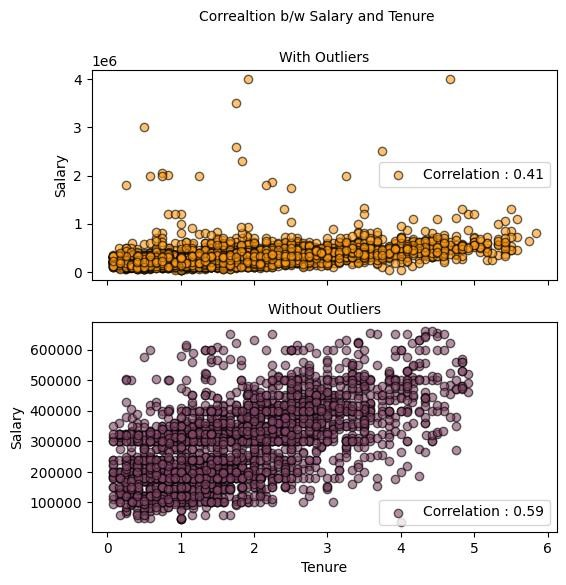 Correaltion b/w Salary and Tenure
With Outliers
1e6
4
3
2
1
0
Salary
Correlation : 0.41
Without Outliers
600000
500000
400000
300000
200000
100000
Salary
Correlation : 0.59
0 1 2 3 4 5 6
Tenure